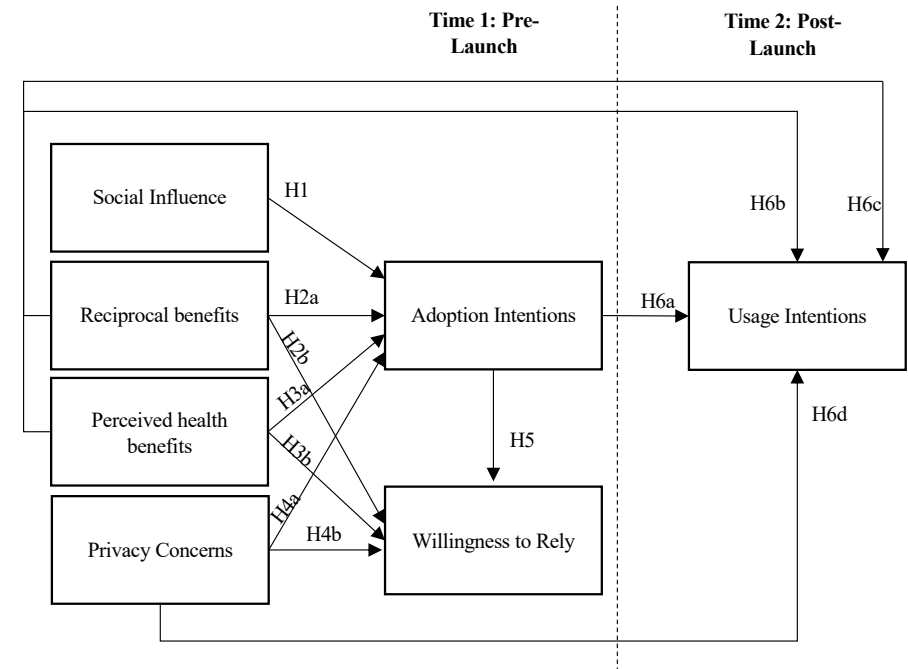 Time 1: Pre-
Launch
Time 2: Post-
Launch
Social Influence
H1
H6b
H6c
Reciprocal benefits
H2a
Adoption Intentions
H6a
Usage Intentions
H2b
H3a
Perceived health
benefits
H3b
H5
H6d
H4a
Privacy Concerns
H4b
Willingness to Rely